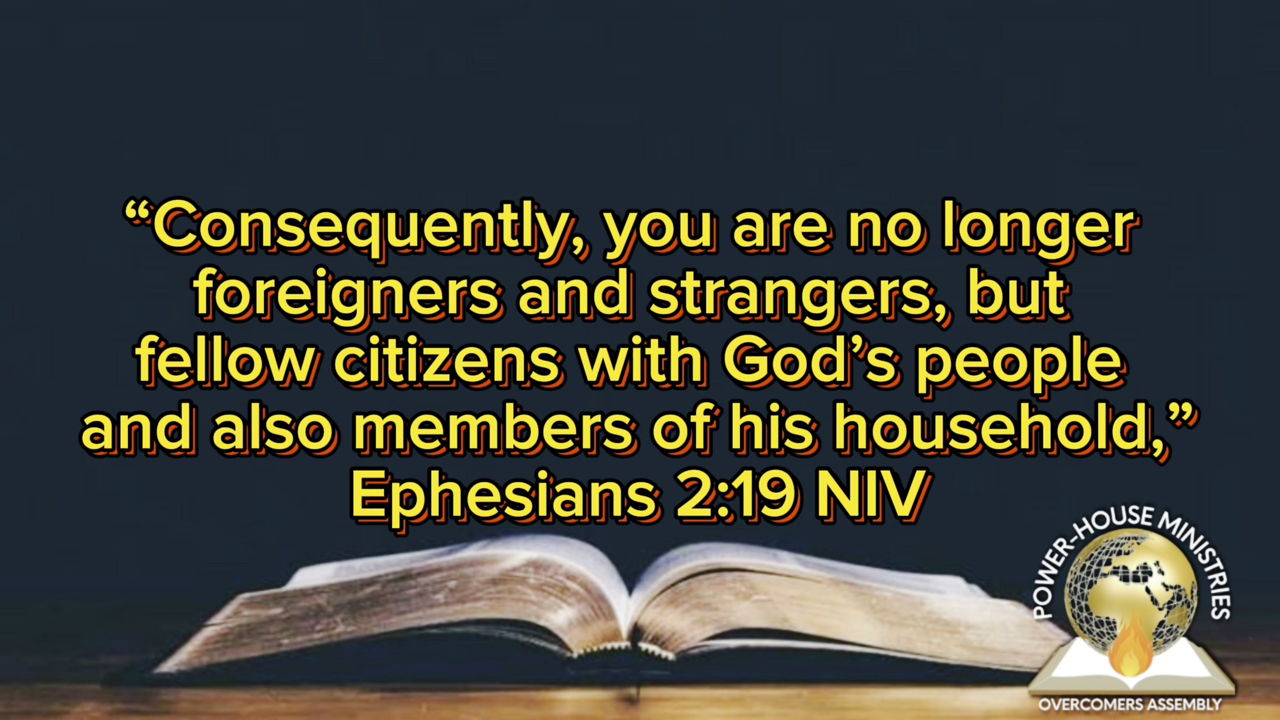 “Consequently, you are no longer
foreigners and strangers, but
fellow citizens with God’s people
and also members of his household,”
Ephesians 2:19 NIV
POWER-HOUSE MINISTRIES
OVERCOMERS ASSEMBLY